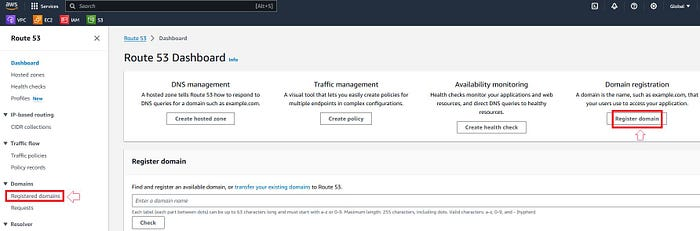 aws
Services
Search
[Alt+S]
Global
VPC
EC2
IAM
S3
Route 53
Route 53 > Dashboard
Dashboard
Hosted zones
Health checks
Profiles New
IP-based routing
CIDR collections
Traffic flow
Traffic policies
Policy records
Domains
Registered domains
Requests
Resolver
Route 53 Dashboard Info
DNS management
A hosted zone tells Route 53 how to respond to
DNS queries for a domain such as example.com.
Create hosted zone
Traffic management
A visual tool that lets you easily create policies for
multiple endpoints in complex configurations.
Create policy
Availability monitoring
Health checks monitor your applications and web
resources, and direct DNS queries to healthy
resources.
Create health check
Domain registration
A domain is the name, such as example.com, that
your users use to access your application.
Register domain
Register domain
Find and register an available domain, or transfer your existing domains to Route 53.
Enter a domain name
Each label (each part between dots) can be up to 63 characters long and must start with a-z or 0-9. Maximum length: 255 characters, including dots. Valid characters: a-z, 0-9, and - (hyphen)
Check